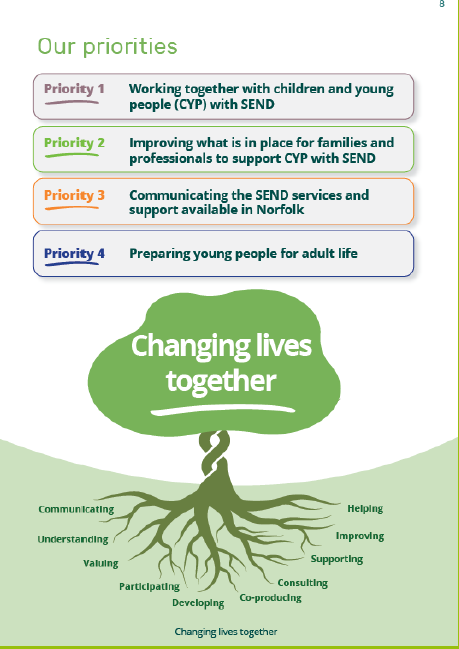 8
Our priorities
Priority 1
Working together with children and young
people (CYP) with SEND
Priority 2
Improving what is in place for families and
professionals to support CYP with SEND
Priority 3
Communicating the SEND services and
support available in Norfolk
Priority 4
Preparing young people for adult life
Changing lives
together
Communicating
Understanding
Valuing
Participating
Developing
Co-producing
Consulting
Supporting
Improving
Helping
Changing lives together